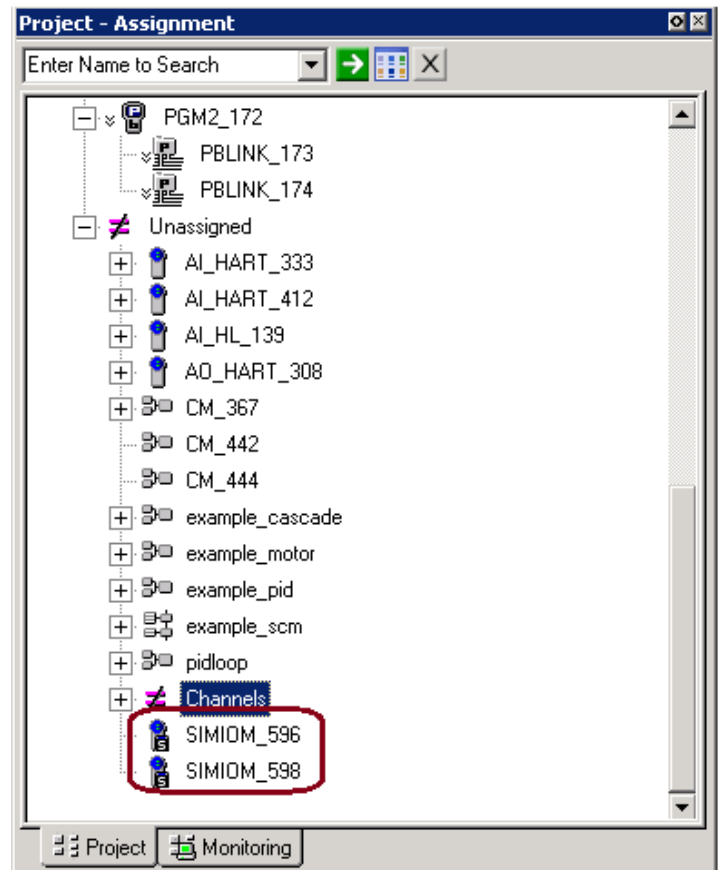 Project - Assignment
Enter Name to Search
PGM2_172
PBLINK_173
PBLINK_174
Unassigned
AI_HART_333
AI_HART_412
AI_HL_139
AO_HART_308
CM_367
CM_442
CM_444
example_cascade
example_motor
example_pid
example_scm
pidloop
Channels
SIMIOM_596
SIMIOM_598
Project Monitoring